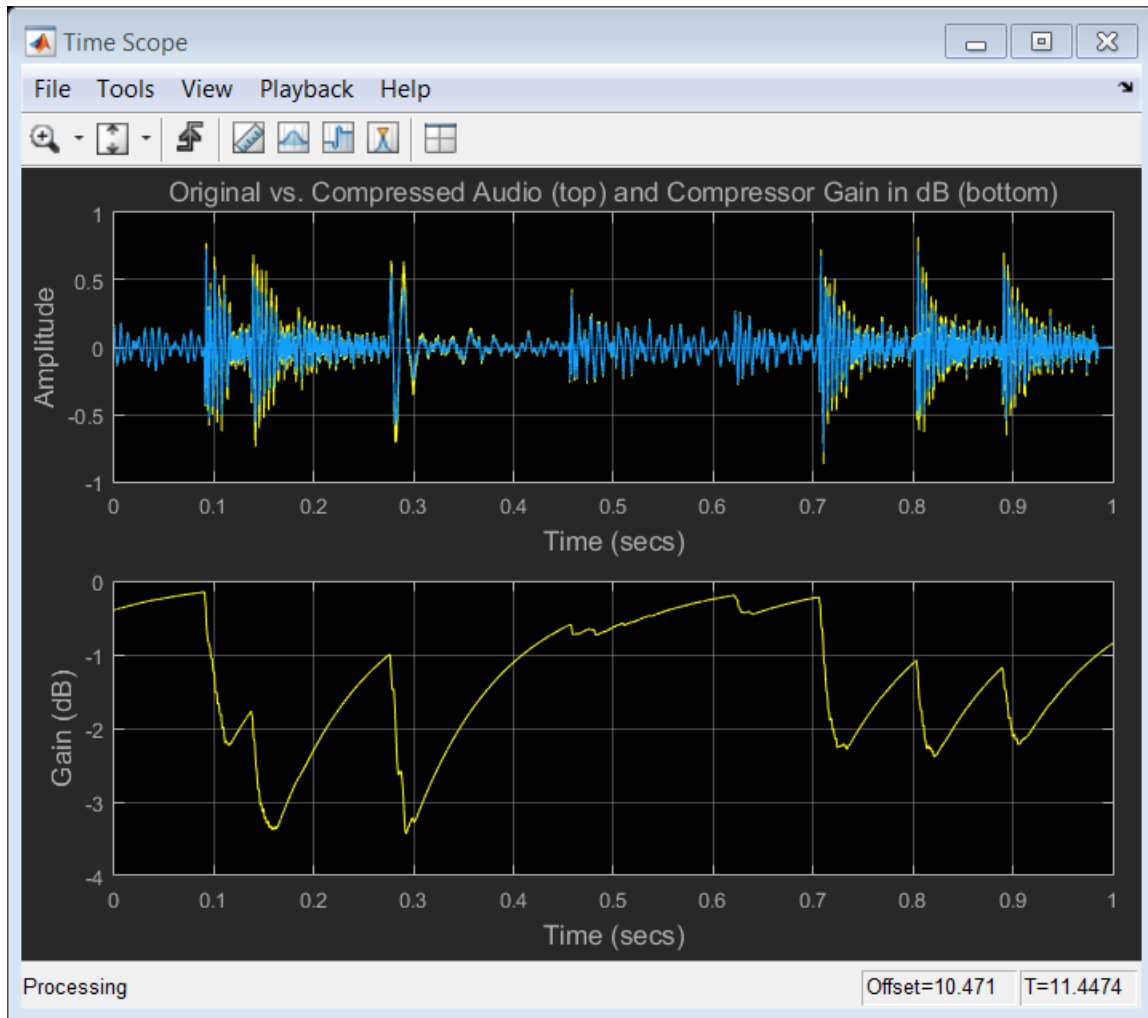 Time Scope
File Tools View Playback Help
Original vs. Compressed Audio (top) and Compressor Gain in dB (bottom)
1
0.5
0
-0.5
-1
Amplitude
0 0.1 0.2 0.3 0.4 0.5 0.6 0.7 0.8 0.9 1
Time (secs)
0
-1
-2
-3
-4
Gain (dB)
0 0.1 0.2 0.3 0.4 0.5 0.6 0.7 0.8 0.9 1
Time (secs)
Processing Offset=10.471 T=11.4474